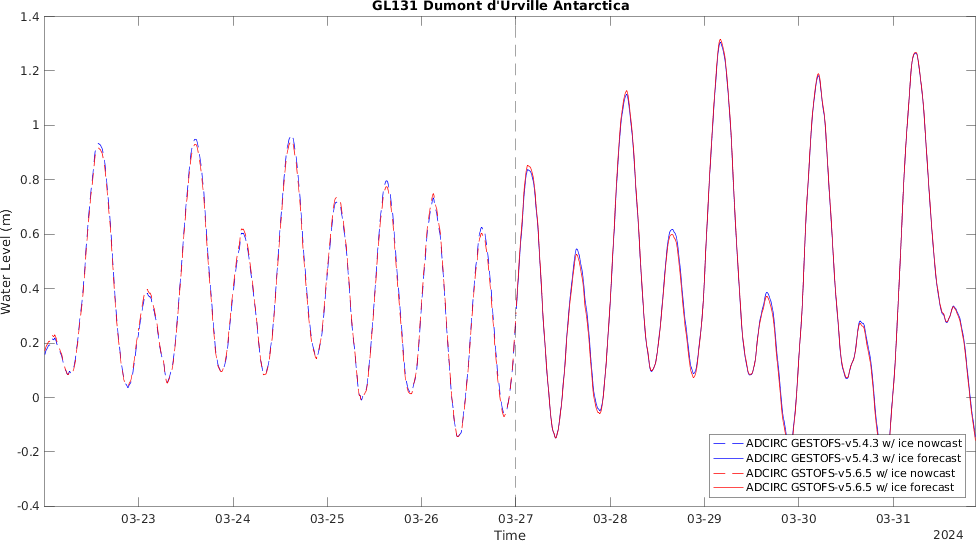 GL131 Dumont d'Urville Antarctica
1.4
1.2
1
0.8
0.6
0.4
0.2
0
-0.2
-0.4
Water Level (m)
ADCIRC GESTOFS-v5.4.3 w/ ice nowcast
ADCIRC GESTOFS-v5.4.3 w/ ice forecast
ADCIRC GSTOFS-v5.6.5 w/ ice nowcast
ADCIRC GSTOFS-v5.6.5 w/ ice forecast
03-23 03-24 03-25 03-26 03-27 03-28 03-29 03-30 03-31
Time
2024